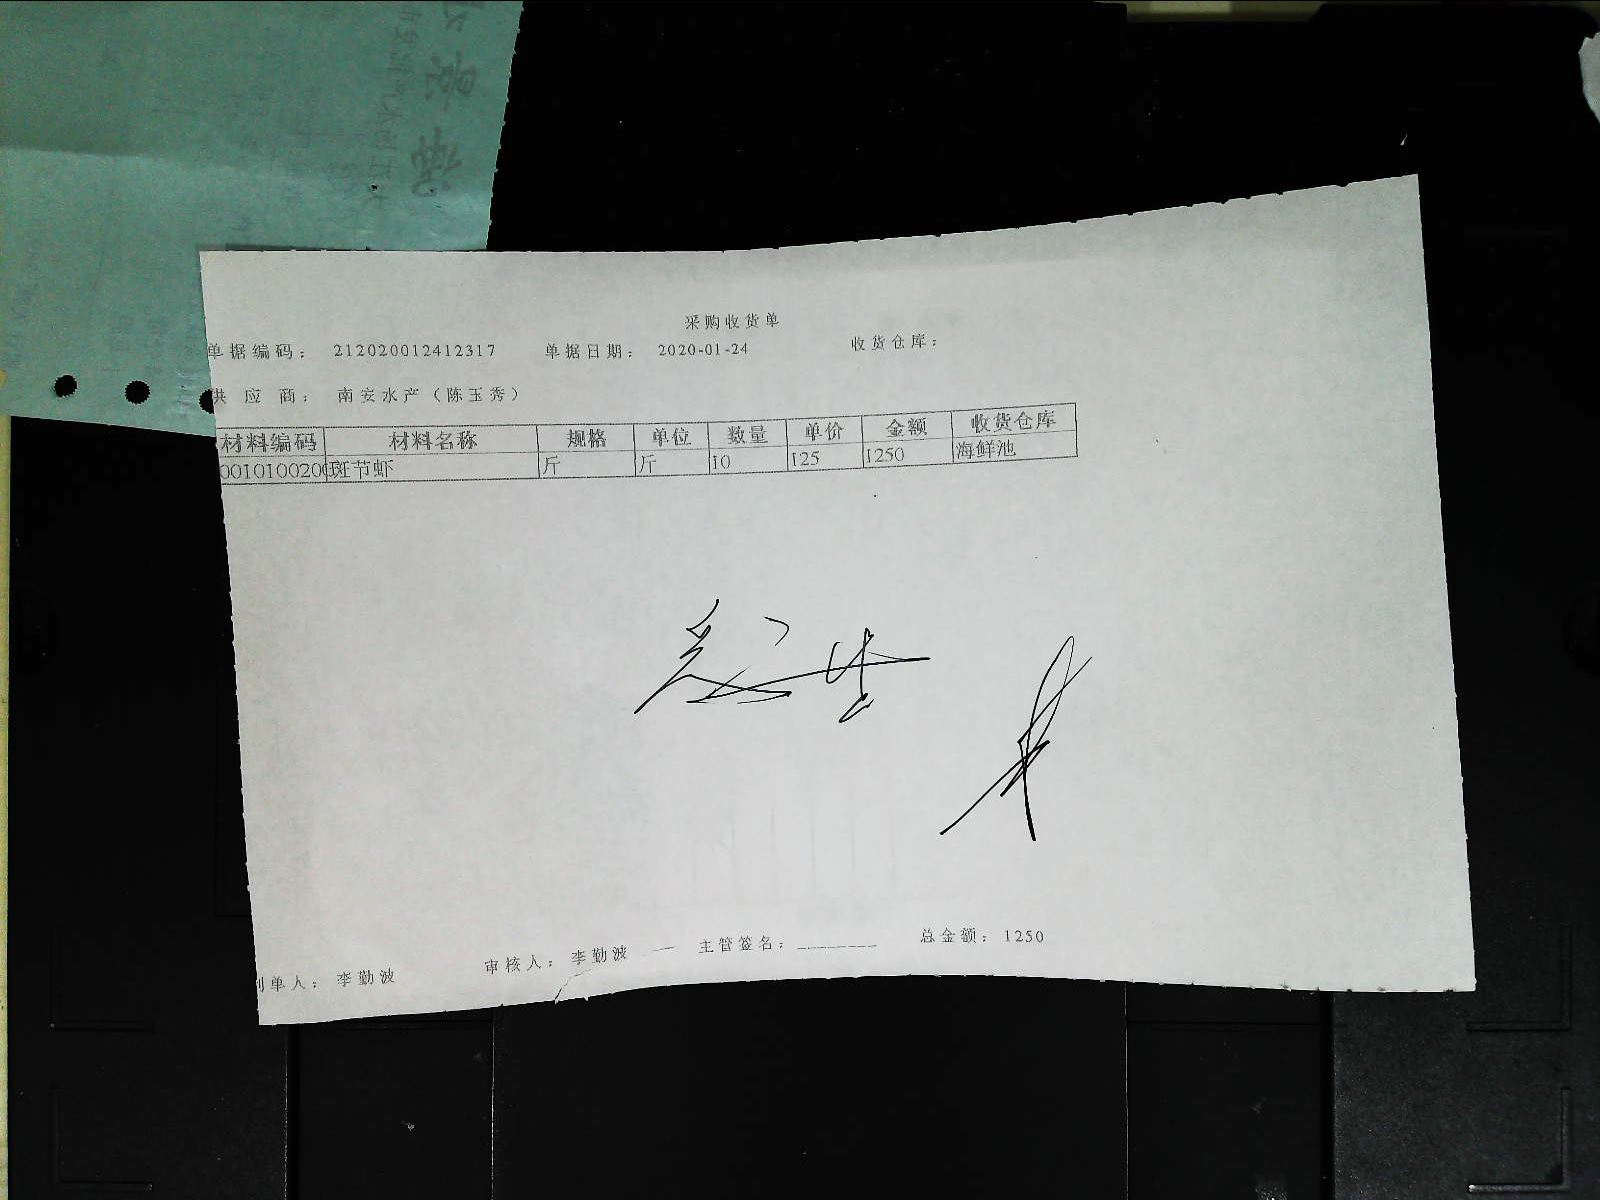 采购收货单
单据编码： 212020012412317 单据日期： 2020-01-24 收货仓库：
供应商： 南安水产（陈玉秀）
材料编码 材料名称 规格 单位 数量 单价 金额 收货仓库
0010100200 斑节虾 斤 斤 10 125 1250 海鲜池
制单人： 李勤波 审核人： 李勤波 主管签名： 总金额： 1250